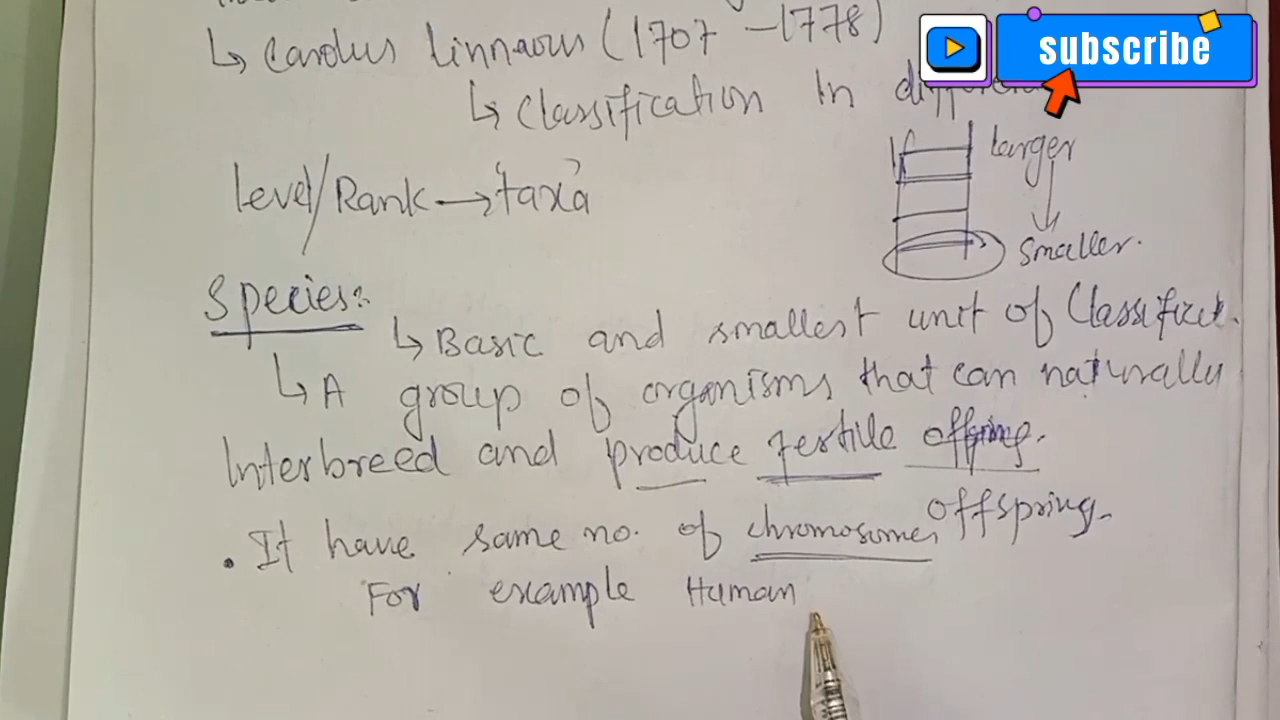 ↳ Carolus linnaous (1707 -1778)
subscribe
↳ Classification In
larger
level/Rank → 'taxa'
smaller.
Species:
↳ Basic and smallest unit of Classificat.
↳ A group of organisms that can naturally
Interbreed and produce fertile offspring.
offspring.
• It have same no. of chromosomes
For example Human